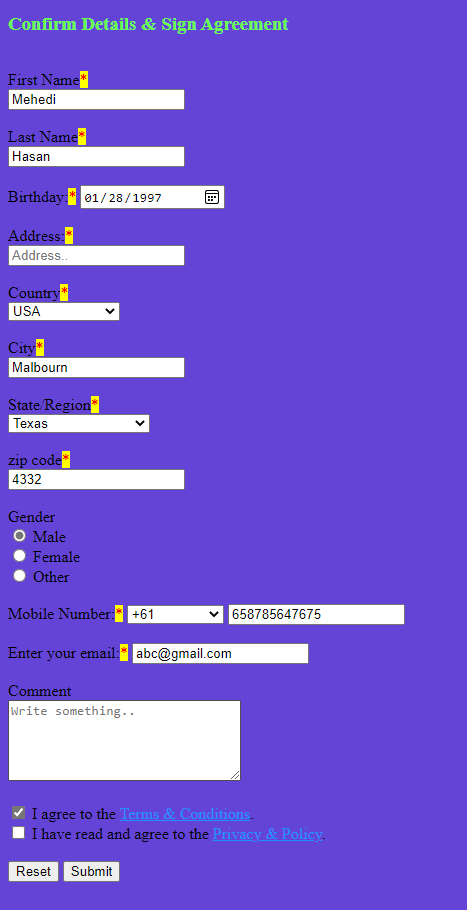 Confirm Details & Sign Agreement
First Name*
Mehedi
Last Name*
Hasan
Birthday:* 01/28/1997
Address:*
Address..
Country*
USA
City*
Malbourn
State/Region*
Texas
zip code*
4332
Gender
Male
Female
Other
Mobile Number:* +61 658785647675
Enter your email:* abc@gmail.com
Comment
Write something..
I agree to the Terms & Conditions.
I have read and agree to the Privacy & Policy.
Reset Submit